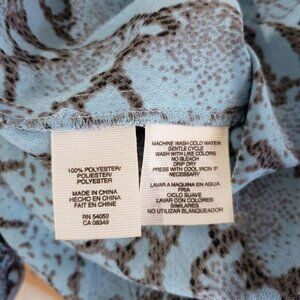 100% POLYESTER/
POLIESTER/
POLYESTER
MADE IN CHINA
HECHO EN CHINA
FAIT EN CHINE
RN 54050
CA 08349
MACHINE WASH COLD WATER
GENTLE CYCLE
WASH WITH LIKE COLORS
NO BLEACH
DRIP DRY
PRESS WITH COOL IRON IF
NECESSARY
LAVAR A MAQUINA EN AGUA
FRIA
CICLO SUAVE
LAVAR CON COLORES
SIMILARES
NO UTILIZAR BLANQUEADOR